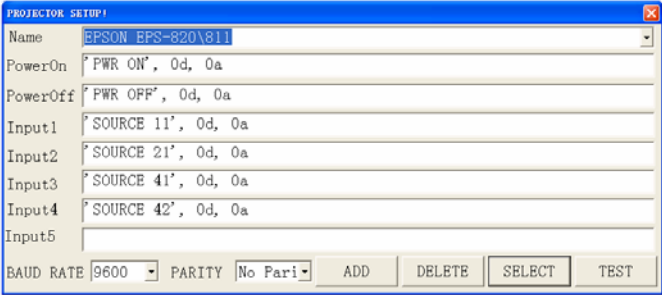 PROJECTOR SETUP!
Name EPSON EPS-820\811
PowerOn 'PWR ON', 0d, 0a
PowerOff 'PWR OFF', 0d, 0a
Input1 'SOURCE 11', 0d, 0a
Input2 'SOURCE 21', 0d, 0a
Input3 'SOURCE 41', 0d, 0a
Input4 'SOURCE 42', 0d, 0a
Input5
BAUD RATE 9600 PARITY No Pari ADD DELETE SELECT TEST